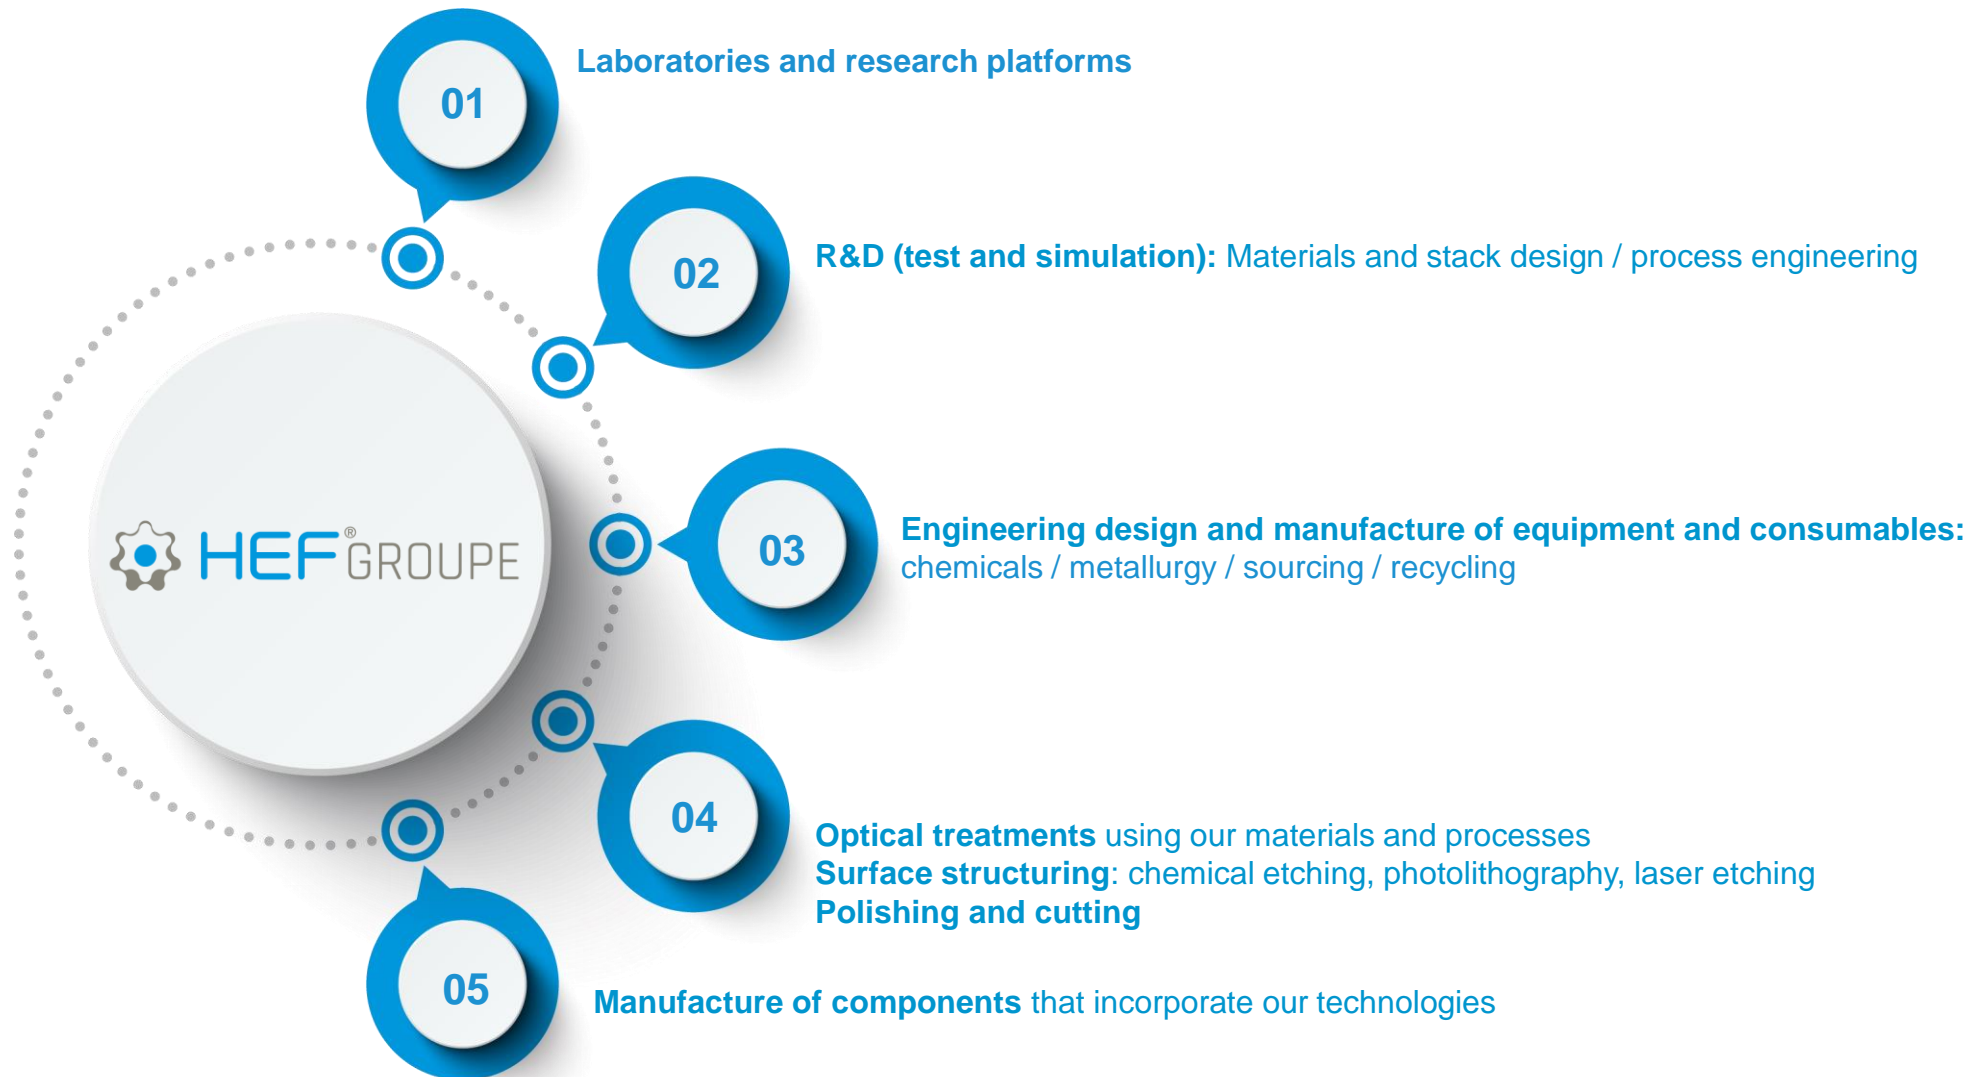 01
Laboratories and research platforms
02
R&D (test and simulation): Materials and stack design / process engineering
HEF® GROUPE
03
Engineering design and manufacture of equipment and consumables:
chemicals / metallurgy / sourcing / recycling
04
Optical treatments using our materials and processes
Surface structuring: chemical etching, photolithography, laser etching
Polishing and cutting
05
Manufacture of components that incorporate our technologies